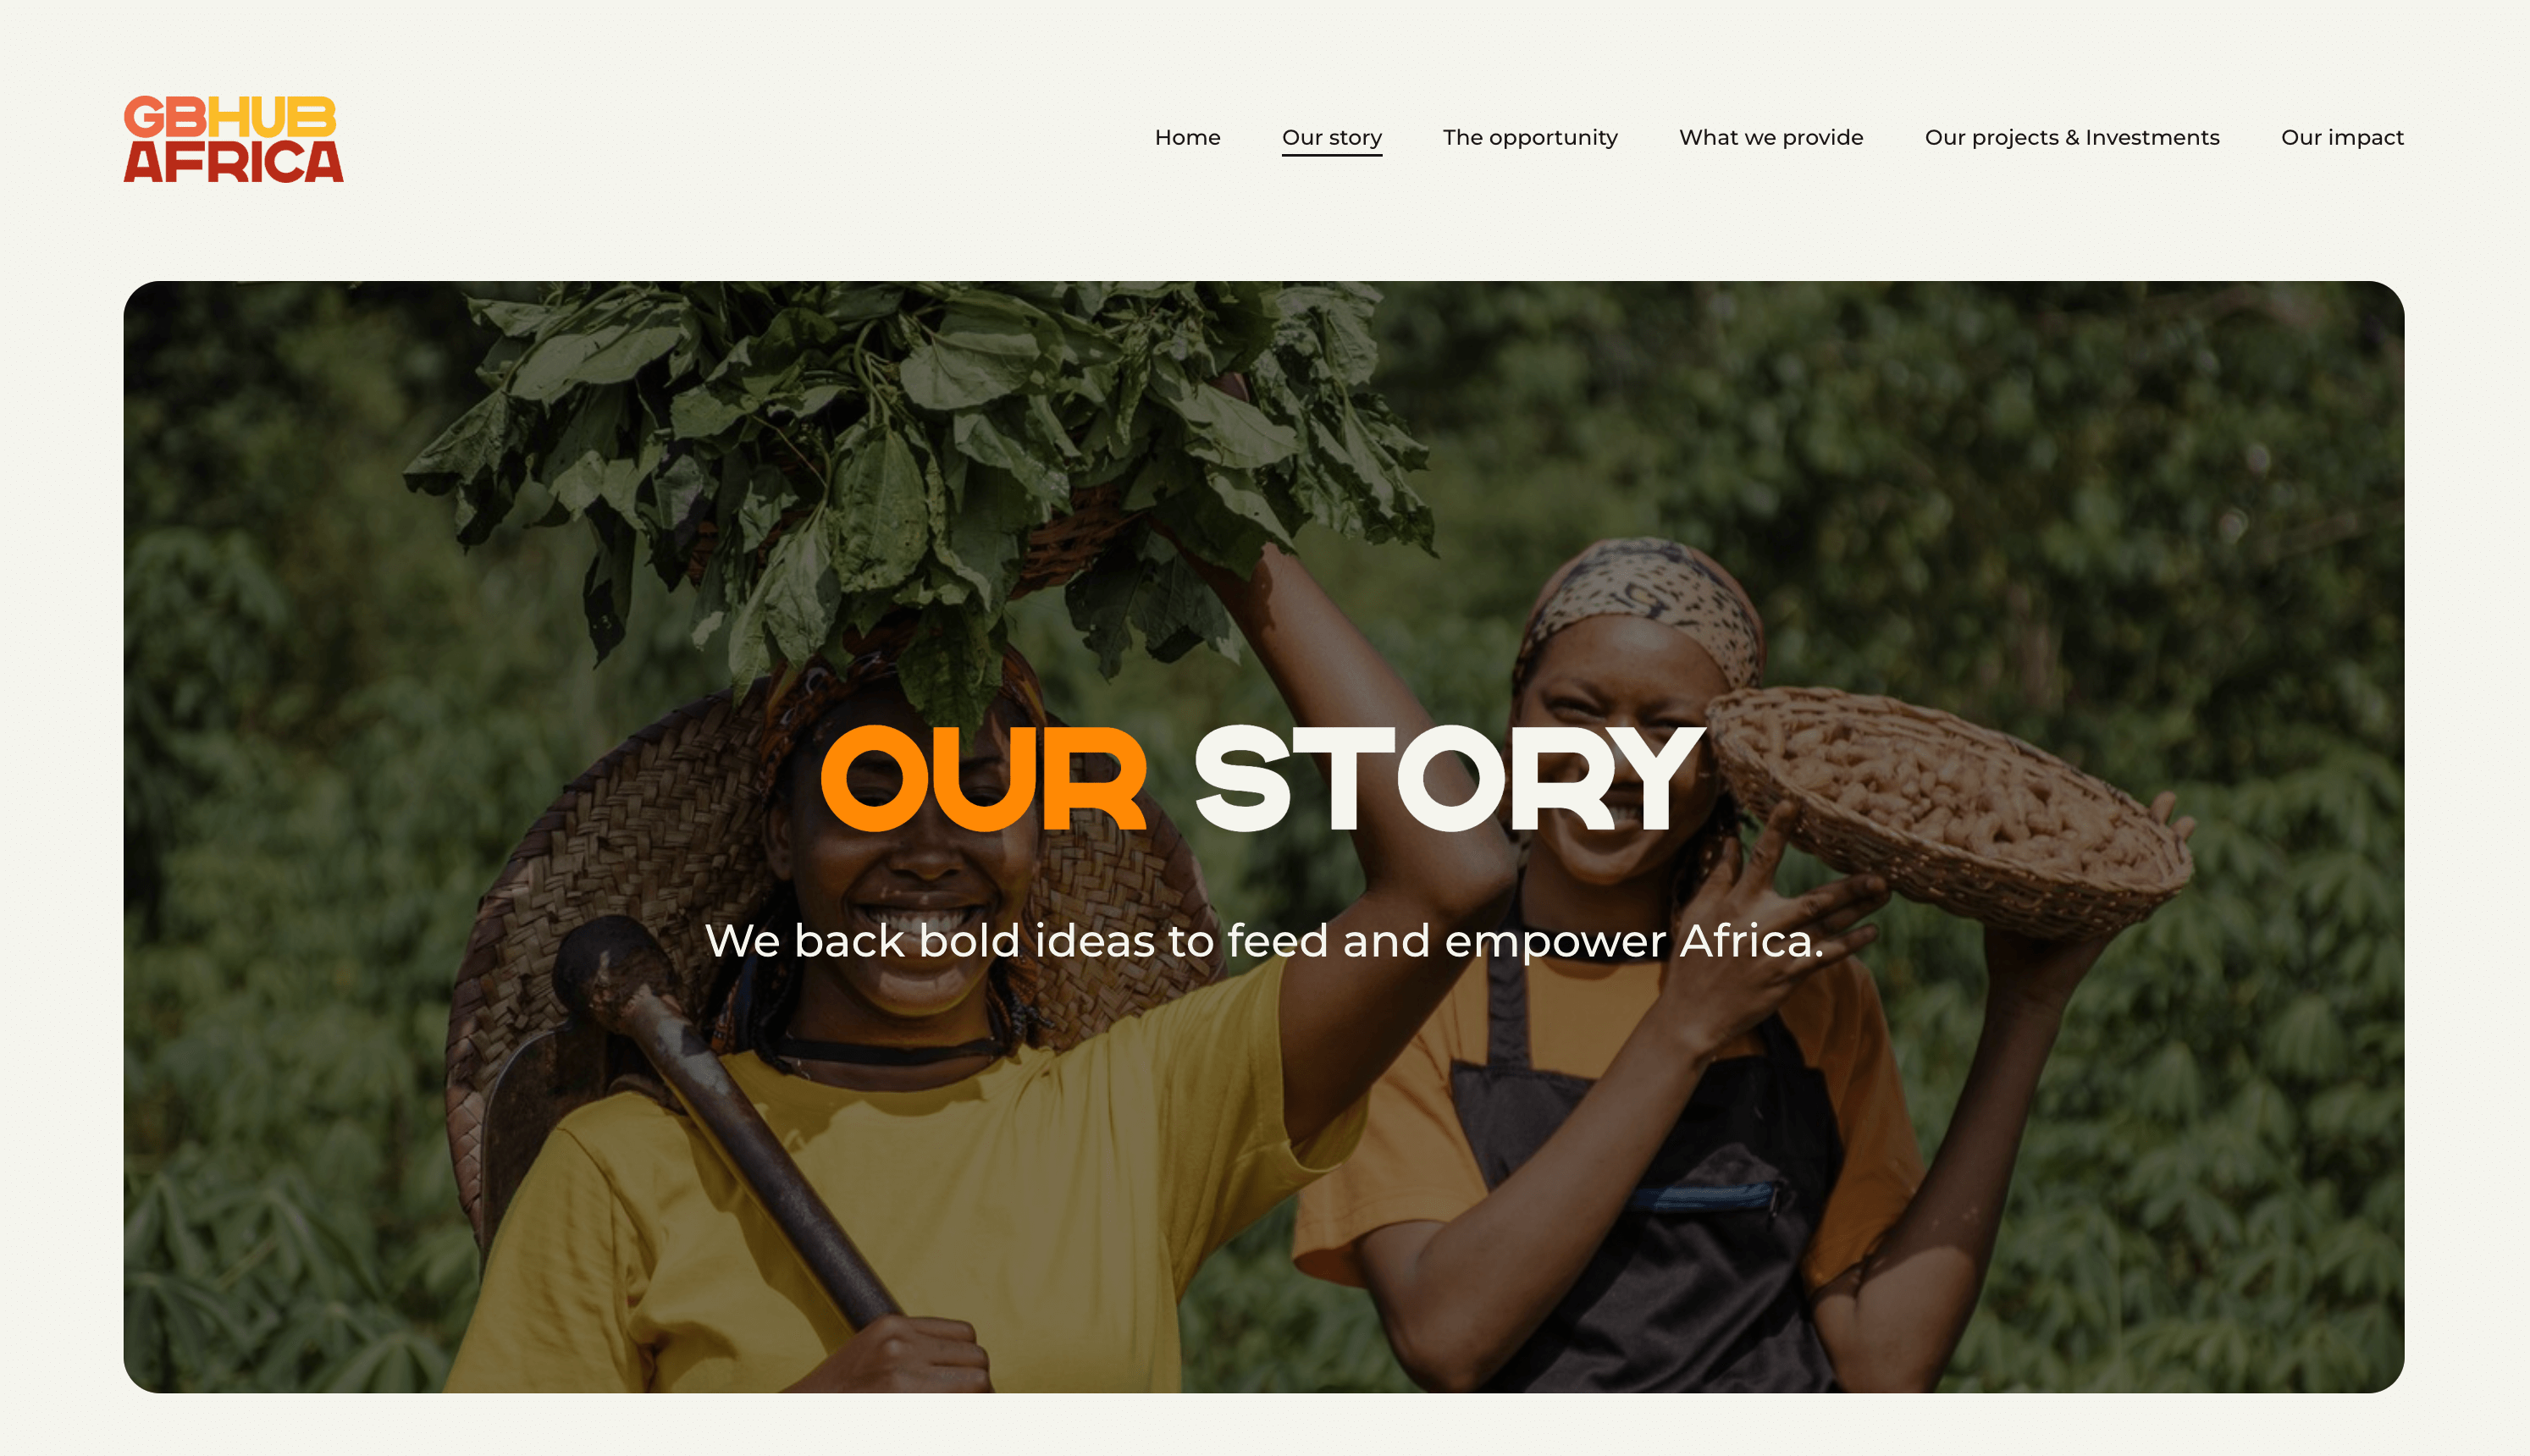 GBHUB
AFRICA
Home
Our story
The opportunity
What we provide
Our projects & Investments
Our impact
OUR STORY
We back bold ideas to feed and empower Africa.